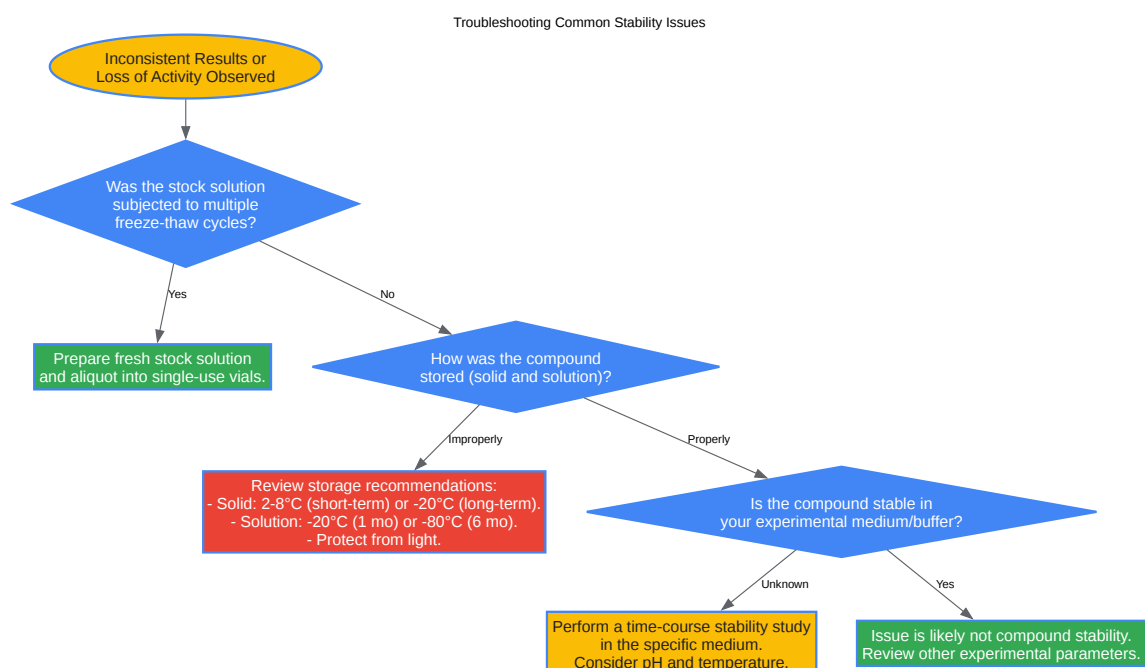 Troubleshooting Common Stability Issues
Inconsistent Results or
Loss of Activity Observed
Was the stock solution
subjected to multiple
freeze-thaw cycles?
Yes
No
Prepare fresh stock solution
and aliquot into single-use vials.
How was the compound
stored (solid and solution)?
Improperly
Properly
Review storage recommendations:
- Solid: 2-8°C (short-term) or -20°C (long-term).
- Solution: -20°C (1 mo) or -80°C (6 mo).
- Protect from light.
Is the compound stable in
your experimental medium/buffer?
Unknown
Yes
Perform a time-course stability study
in the specific medium.
Consider pH and temperature.
Issue is likely not compound stability.
Review other experimental parameters.